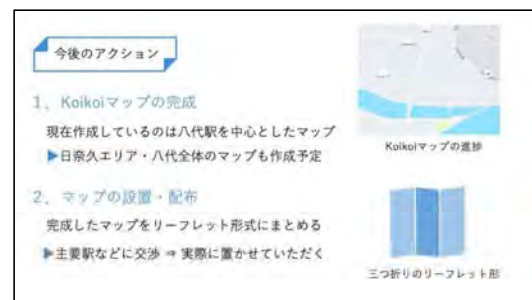 今後のアクション
1、Koikoiマップの完成
現在作成しているのは八代駅を中心としたマップ
▶日奈久エリア・八代全体のマップも作成予定
Koikoiマップの進捗
2、マップの設置・配布
完成したマップをリーフレット形式にまとめる
▶主要駅などに交渉 ⇒ 実際に置かせていただく
三つ折りのリーフレット形